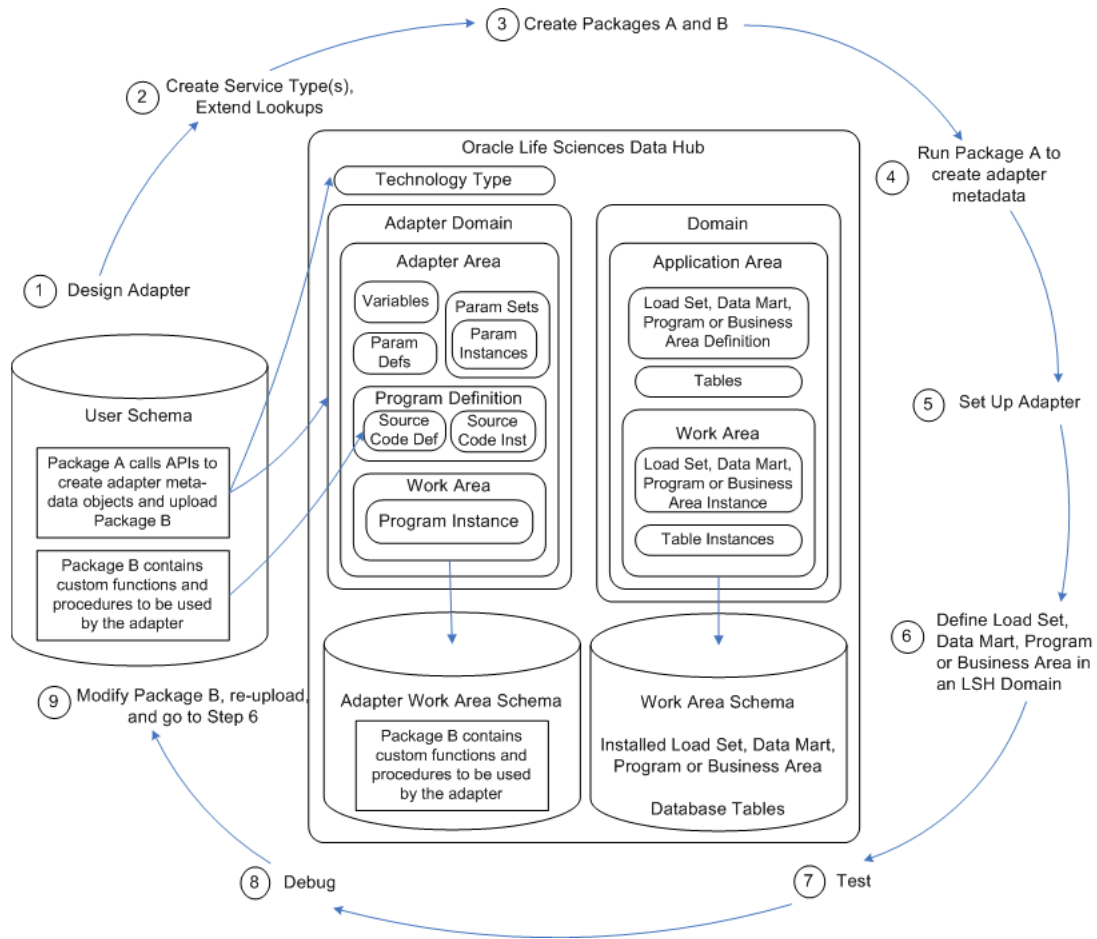 3 Create Packages A and B
2 Create Service Type(s),
Extend Lookups
4 Run Package A to
create adapter
metadata
1 Design Adapter
5 Set Up Adapter
6 Define Load Set,
Data Mart, Program
or Business Area in
an LSH Domain
7 Test
8 Debug
9 Modify Package B, re-upload,
and go to Step 6
User Schema
Package A calls APIs to
create adapter meta-
data objects and upload
Package B
Package B contains
custom functions and
procedures to be used
by the adapter
Oracle Life Sciences Data Hub
Technology Type
Adapter Domain
Adapter Area
Variables
Param Sets
Param
Instances
Param
Defs
Program Definition
Source
Code Def
Source
Code Inst
Work Area
Program Instance
Adapter Work Area Schema
Package B contains
custom functions and
procedures to be used
by the adapter
Domain
Application Area
Load Set, Data Mart,
Program or Business
Area Definition
Tables
Work Area
Load Set, Data Mart,
Program or Business
Area Instance
Table Instances
Work Area Schema
Installed Load Set, Data Mart,
Program or Business Area
Database Tables